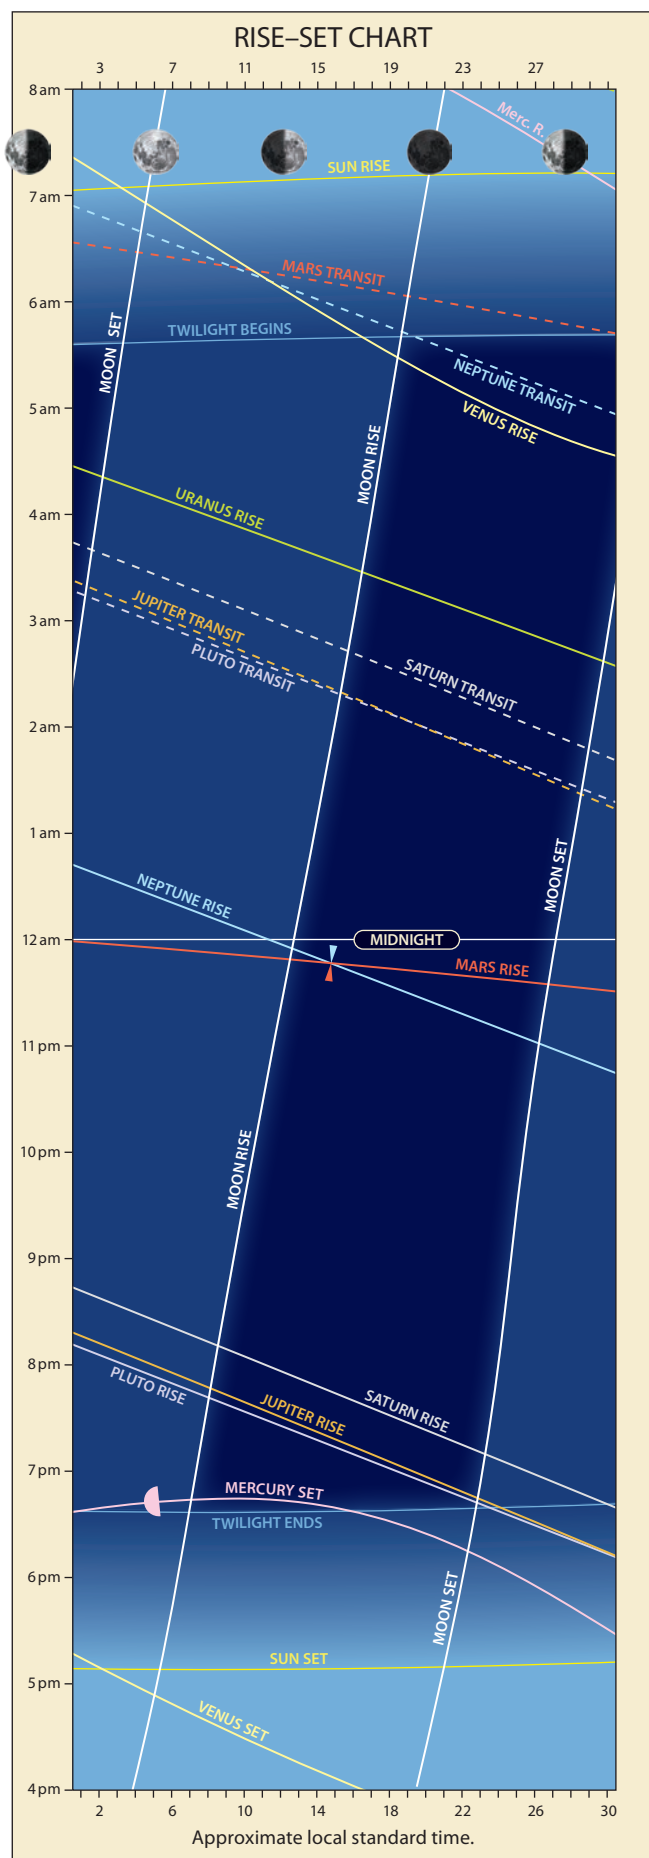 RISE–SET CHART
3 7 11 15 19 23 27
8 am
Merc. R.
SUN RISE
7 am
MARS TRANSIT
6 am
MOON SET
TWILIGHT BEGINS
NEPTUNE TRANSIT
VENUS RISE
5 am
MOON RISE
URANUS RISE
4 am
JUPITER TRANSIT
3 am
PLUTO TRANSIT
SATURN TRANSIT
2 am
1 am
MOON SET
NEPTUNE RISE
12 am
MIDNIGHT
MARS RISE
11 pm
10 pm
MOON RISE
9 pm
8 pm
PLUTO RISE
JUPITER RISE
SATURN RISE
7 pm
MERCURY SET
TWILIGHT ENDS
6 pm
MOON SET
SUN SET
5 pm
VENUS SET
4 pm
2 6 10 14 18 22 26 30
Approximate local standard time.